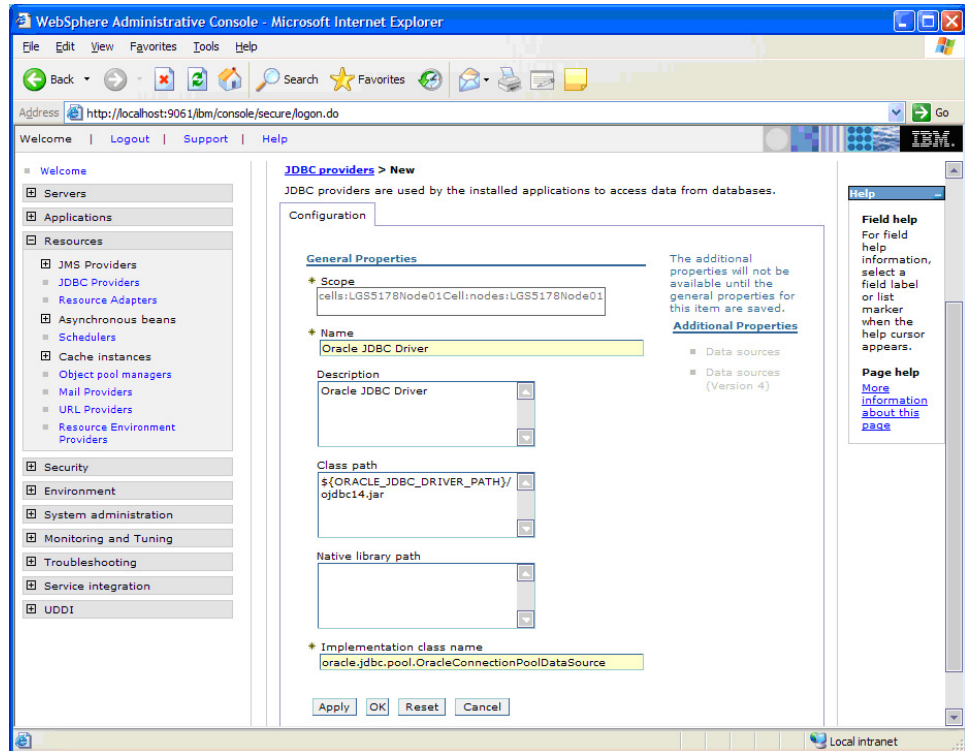 WebSphere Administrative Console - Microsoft Internet Explorer
File Edit View Favorites Tools Help
Back Search Favorites
Address http://localhost:9061/ibm/console/secure/logon.do Go
Welcome | Logout | Support | Help IBM.
Welcome
Servers
Applications
Resources
JMS Providers
JDBC Providers
Resource Adapters
Asynchronous beans
Schedulers
Cache instances
Object pool managers
Mail Providers
URL Providers
Resource Environment
Providers
Security
Environment
System administration
Monitoring and Tuning
Troubleshooting
Service integration
UDDI
JDBC providers > New
JDBC providers are used by the installed applications to access data from databases.
Configuration
General Properties
* Scope
cells:LGS5178Node01Cell:nodes:LGS5178Node01
* Name
Oracle JDBC Driver
Description
Oracle JDBC Driver
Class path
${ORACLE_JDBC_DRIVER_PATH}/
ojdbc14.jar
Native library path
* Implementation class name
oracle.jdbc.pool.OracleConnectionPoolDataSource
Apply OK Reset Cancel
The additional
properties will not be
available until the
general properties for
this item are saved.
Additional Properties
Data sources
Data sources
(Version 4)
Help
Field help
For field
help
information,
select a
field label
or list
marker
when the
help cursor
appears.
Page help
More
information
about this
page
Local intranet